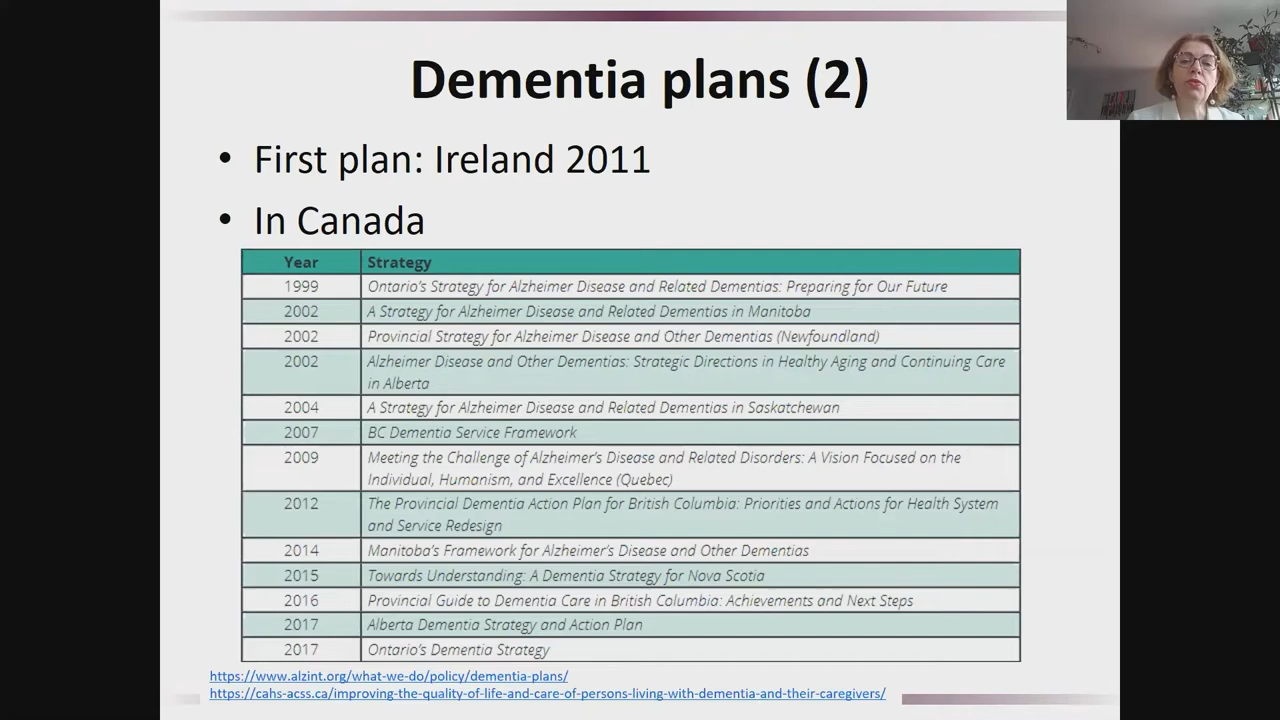 Dementia plans (2)
• First plan: Ireland 2011
• In Canada
Year Strategy
1999 Ontario's Strategy for Alzheimer Disease and Related Dementias: Preparing for Our Future
2002 A Strategy for Alzheimer Disease and Related Dementias in Manitoba
2002 Provincial Strategy for Alzheimer Disease and Other Dementias (Newfoundland)
2002 Alzheimer Disease and Other Dementias: Strategic Directions in Healthy Aging and Continuing Care
in Alberta
2004 A Strategy for Alzheimer Disease and Related Dementias in Saskatchewan
2007 BC Dementia Service Framework
2009 Meeting the Challenge of Alzheimer's Disease and Related Disorders: A Vision Focused on the
Individual, Humanism, and Excellence (Quebec)
2012 The Provincial Dementia Action Plan for British Columbia: Priorities and Actions for Health System
and Service Redesign
2014 Manitoba's Framework for Alzheimer's Disease and Other Dementias
2015 Towards Understanding: A Dementia Strategy for Nova Scotia
2016 Provincial Guide to Dementia Care in British Columbia: Achievements and Next Steps
2017 Alberta Dementia Strategy and Action Plan
2017 Ontario's Dementia Strategy
https://www.alzint.org/what-we-do/policy/dementia-plans/
https://cahs-acss.ca/improving-the-quality-of-life-and-care-of-persons-living-with-dementia-and-their-caregivers/